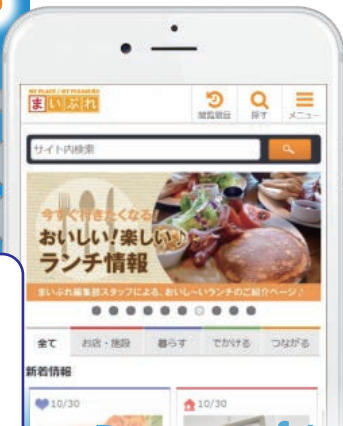 MY PLACE / MY PLEASURE
まいぷれ
閲覧履歴
探す
メニュー
サイト内検索
今すぐ行きたくなる!
おいしい!楽しい♪
ランチ情報
まいぷれ編集部スタッフによる、おいし~いランチのご紹介ページ♪
全て
お店・施設
暮らす
でかける
つながる
新着情報
10/30
10/30